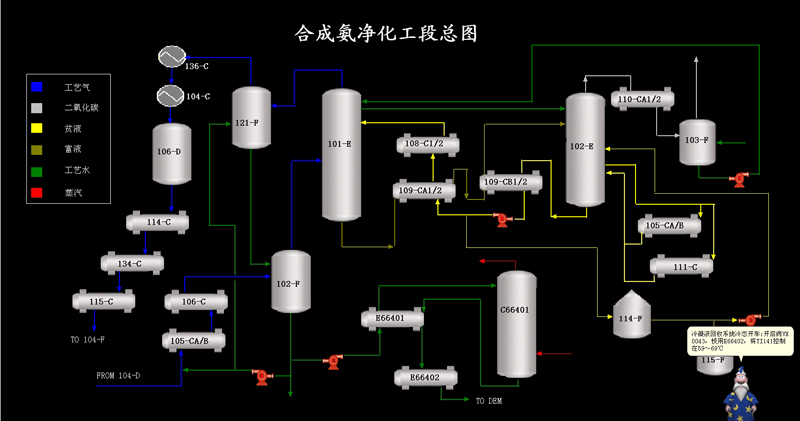 合成氨净化工段总图
136-C
工艺气
104-C
二氧化碳
贫液
富液
工艺水
蒸汽
121-F
101-E
106-D
108-C1/2
109-CA1/2
109-CB1/2
110-CA1/2
102-E
103-F
114-C
134-C
115-C
106-C
102-F
105-CA/B
111-C
TO 104-F
105-CA/B
FROM 104-D
E66401
C66401
E66402
TO DEM
114-F
冷凝液回收系统冷态开车:开启阀VX
0043,投用E66402,将TI141控制
在59~69℃
115-F